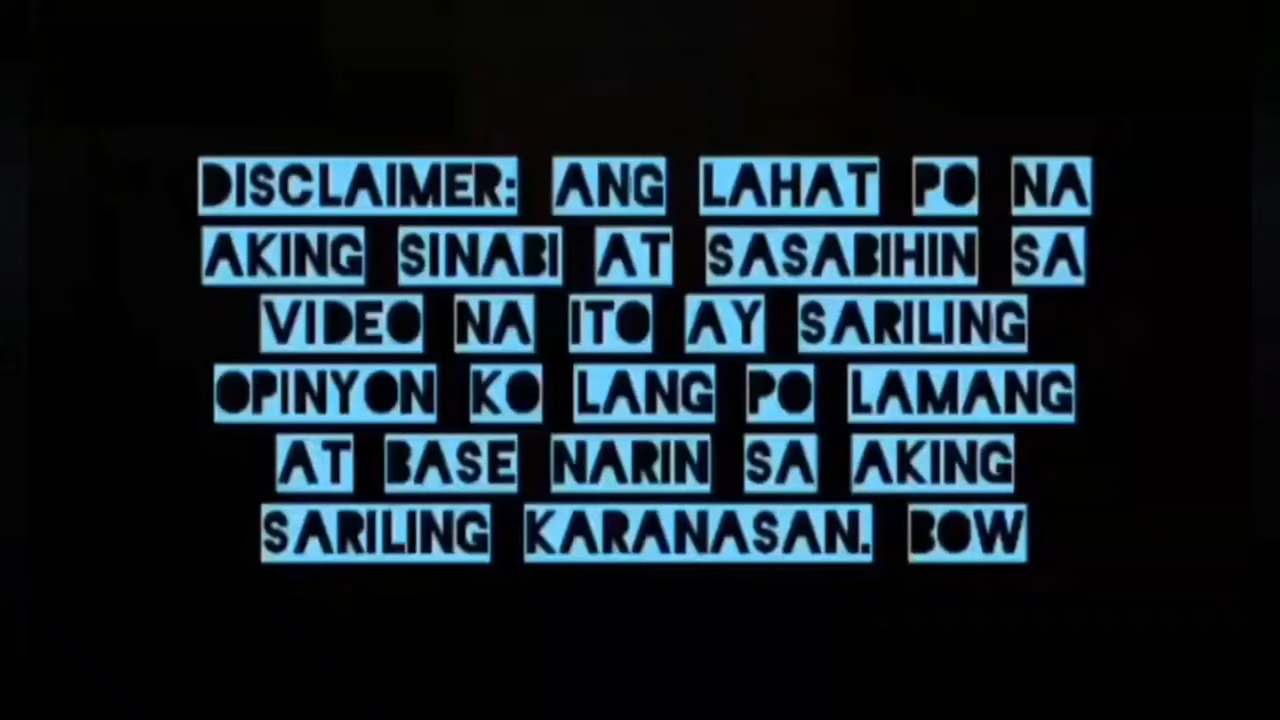 DISCLAIMER: ANG LAHAT PO NA
AKING SINABI AT SASABIHIN SA
VIDEO NA ITO AY SARILING
OPINYON KO LANG PO LAMANG
AT BASE NARIN SA AKING
SARILING KARANASAN. BOW